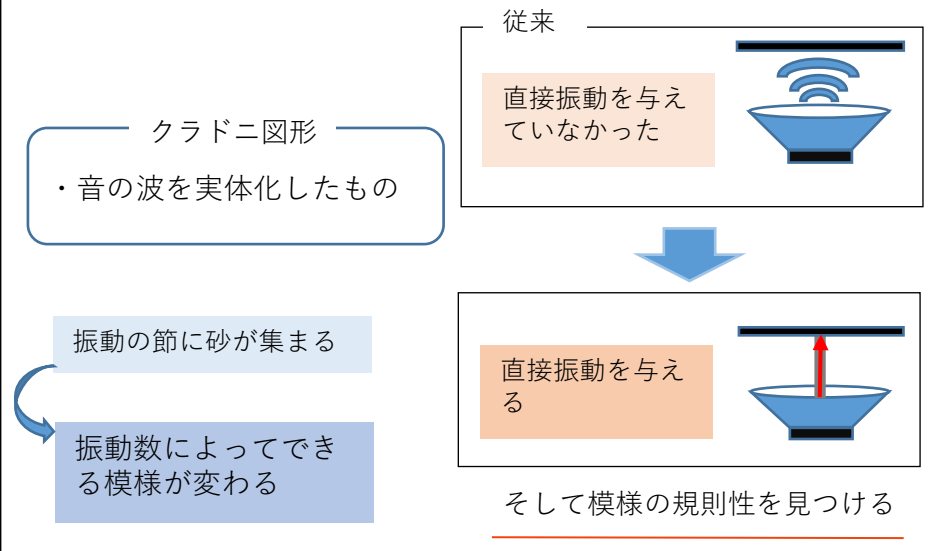 クラドニ図形
・音の波を実体化したもの
振動の節に砂が集まる
振動数によってでき
る模様が変わる
従来
直接振動を与え
ていなかった
直接振動を与え
る
そして模様の規則性を見つける